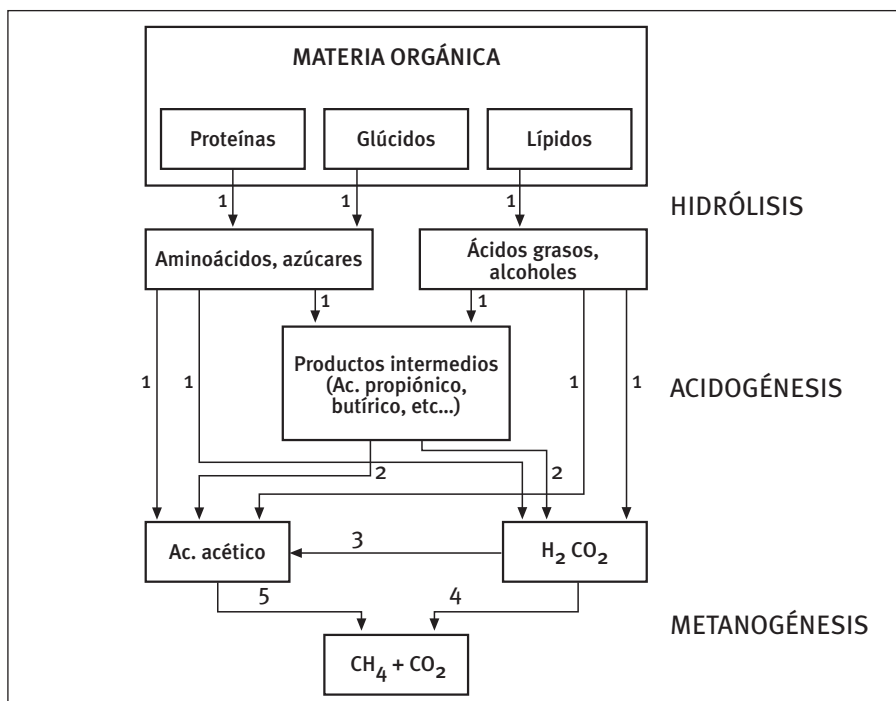 MATERIA ORGÁNICA
Proteínas
Glúcidos
Lípidos
1
1
1
HIDRÓLISIS
Aminoácidos, azúcares
Ácidos grasos,
alcoholes
1
1
Productos intermedios
(Ac. propiónico,
butírico, etc...)
1
1
1
1
ACIDOGÉNESIS
2
2
Ac. acético
3
H2 CO2
5
4
METANOGÉNESIS
CH4 + CO2